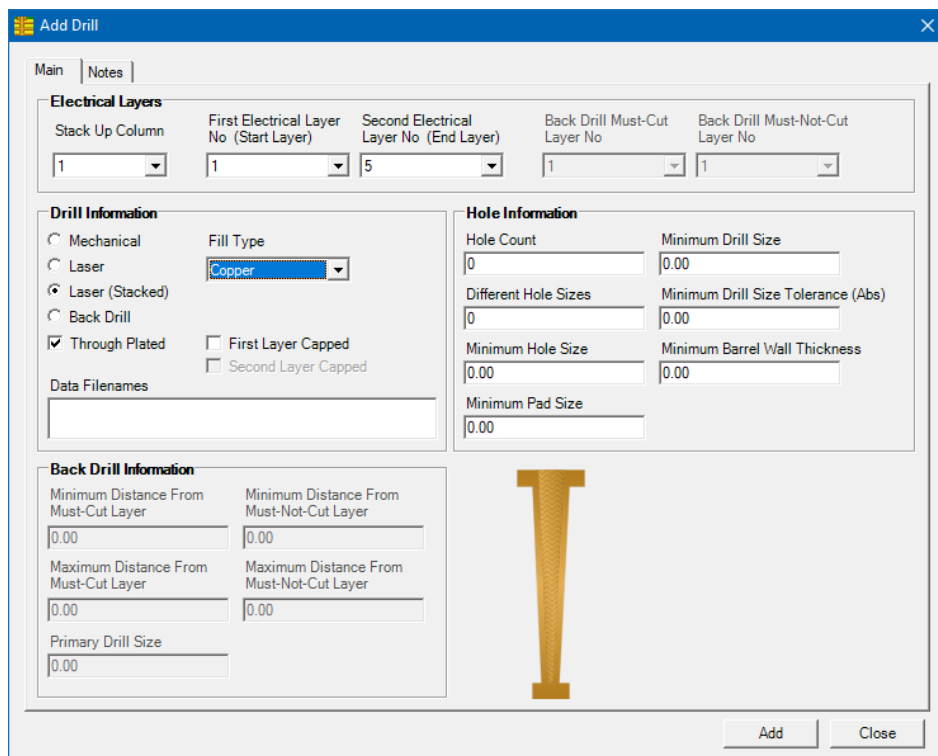 Add Drill
Main
Notes
Electrical Layers
Stack Up Column
First Electrical Layer
No (Start Layer)
Second Electrical
Layer No (End Layer)
Back Drill Must-Cut
Layer No
Back Drill Must-Not-Cut
Layer No
1
1
5
1
1
Drill Information
Mechanical
Laser
Laser (Stacked)
Back Drill
Through Plated
Fill Type
Copper
First Layer Capped
Second Layer Capped
Data Filenames
Hole Information
Hole Count
0
Minimum Drill Size
0.00
Different Hole Sizes
0
Minimum Drill Size Tolerance (Abs)
0.00
Minimum Hole Size
0.00
Minimum Barrel Wall Thickness
0.00
Minimum Pad Size
0.00
Back Drill Information
Minimum Distance From
Must-Cut Layer
0.00
Minimum Distance From
Must-Not-Cut Layer
0.00
Maximum Distance From
Must-Cut Layer
0.00
Maximum Distance From
Must-Not-Cut Layer
0.00
Primary Drill Size
0.00
Add
Close